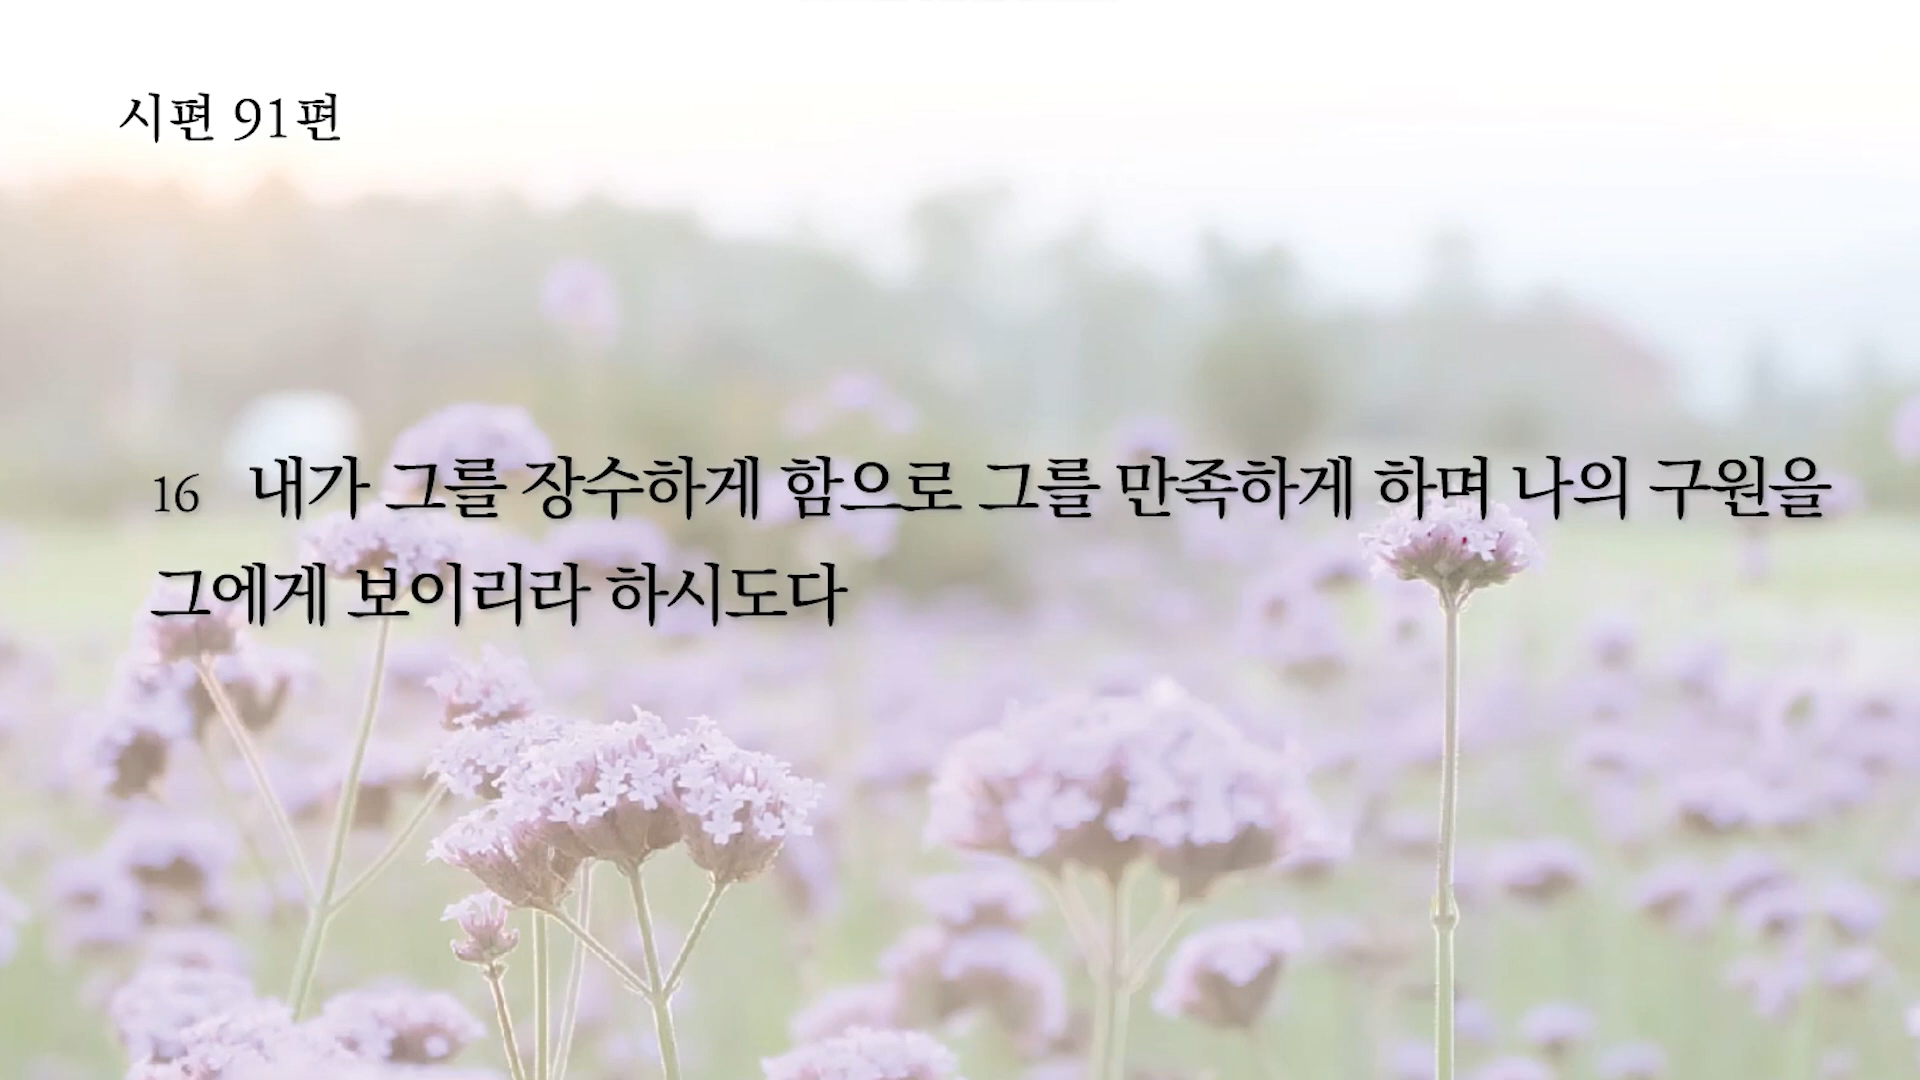 시편 91편
16 내가 그를 장수하게 함으로 그를 만족하게 하며 나의 구원을
그에게 보이리라 하시도다